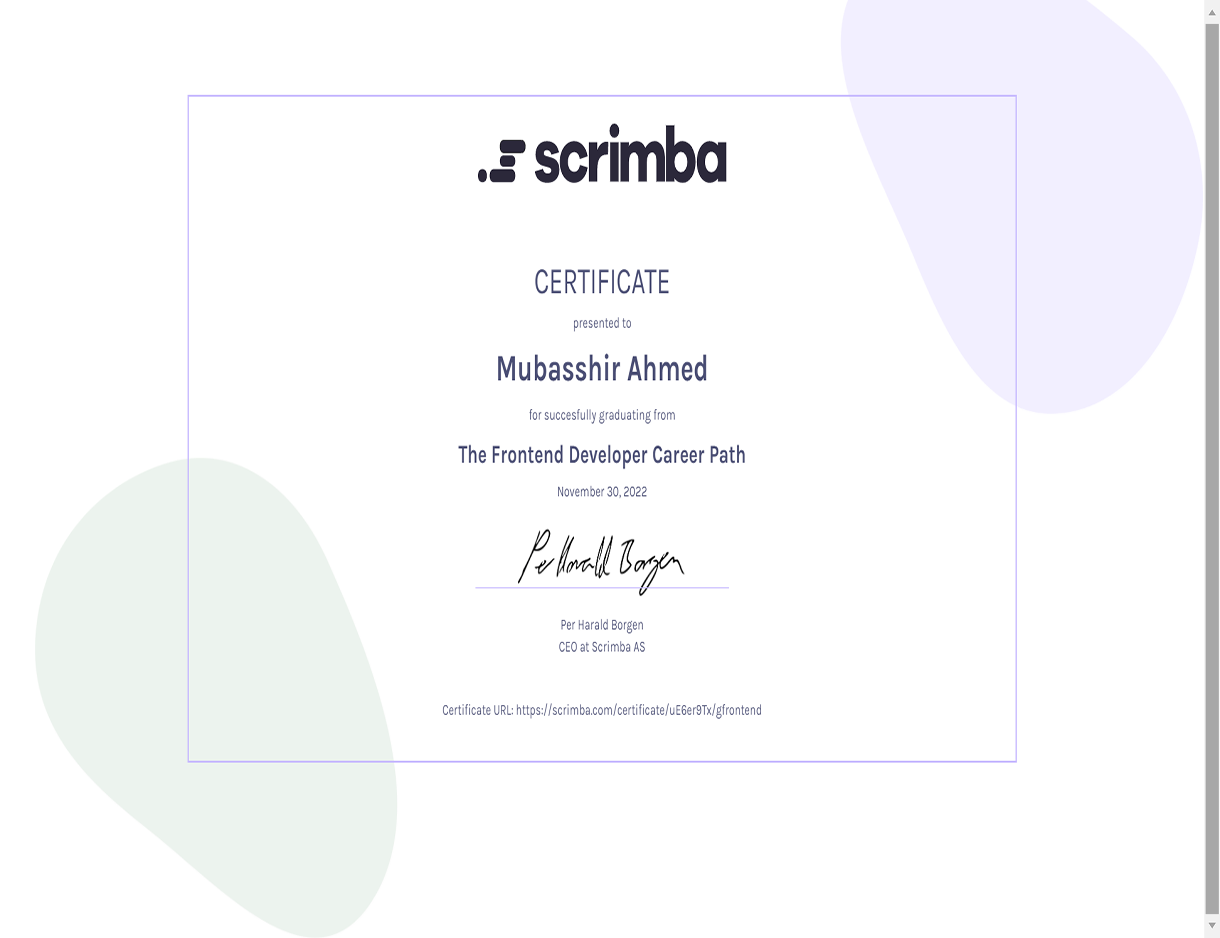 scrimba
CERTIFICATE
presented to
Mubasshir Ahmed
for succesfully graduating from
The Frontend Developer Career Path
November 30, 2022
Per Harald Borgen
Per Harald Borgen
CEO at Scrimba AS
Certificate URL: https://scrimba.com/certificate/uE6er9Tx/gfrontend